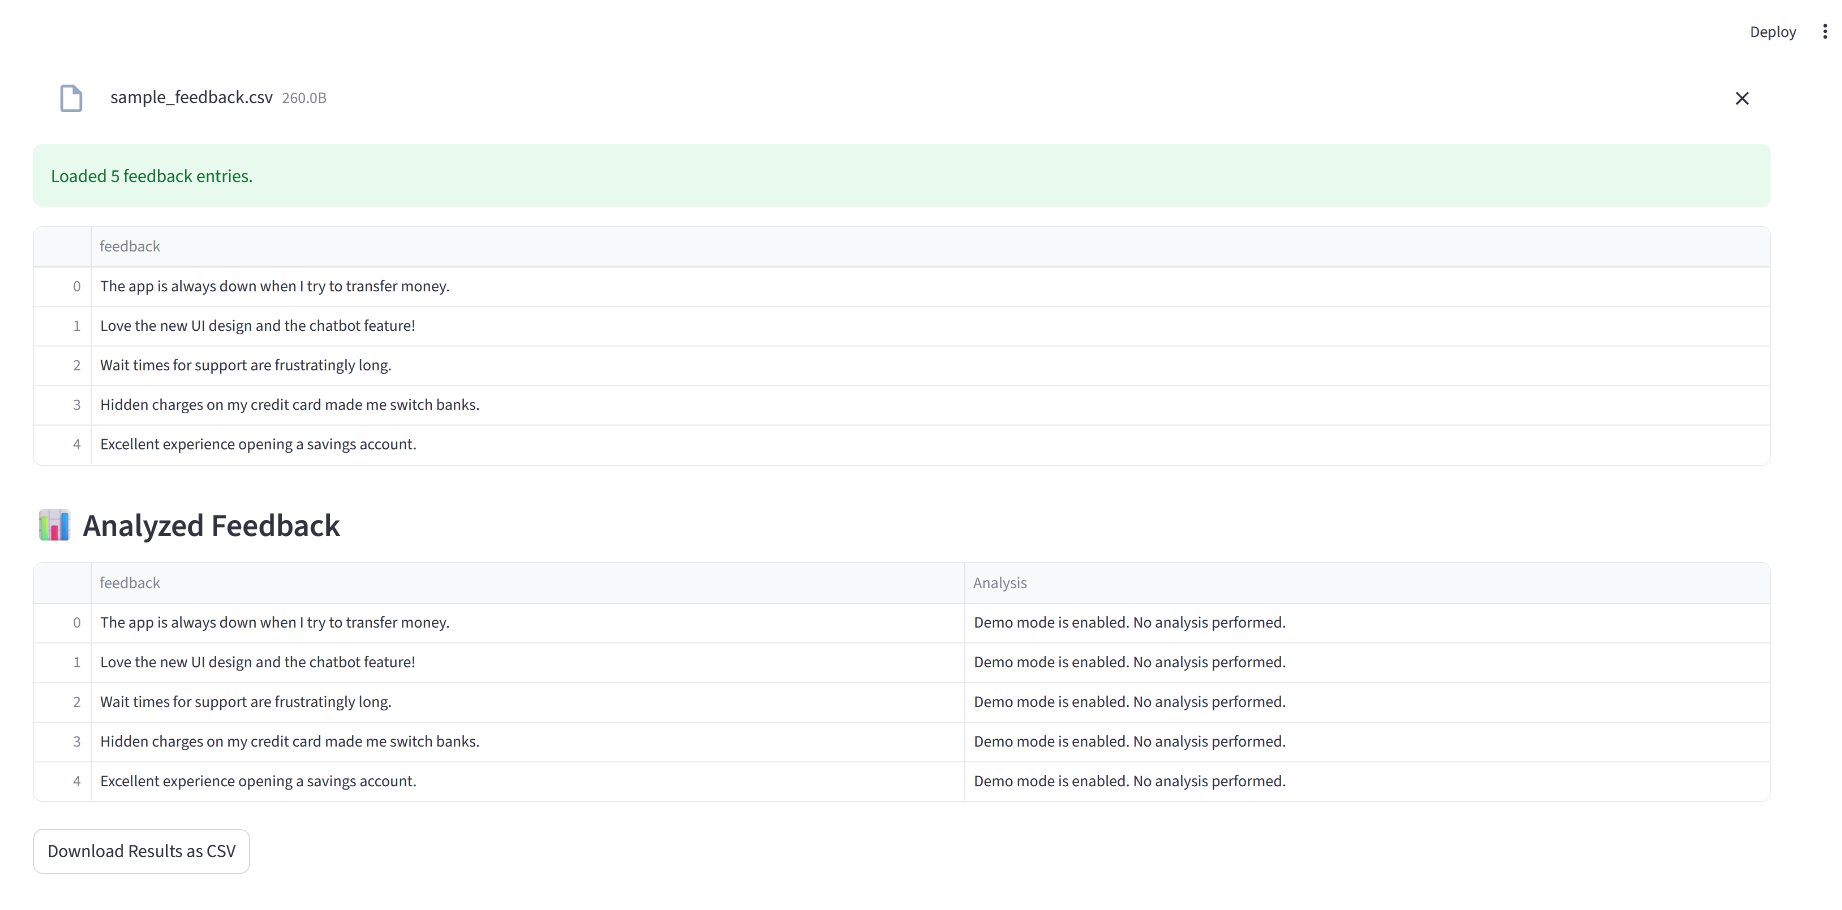 Deploy
sample_feedback.csv 260.0B
Loaded 5 feedback entries.
feedback
0 The app is always down when I try to transfer money.
1 Love the new UI design and the chatbot feature!
2 Wait times for support are frustratingly long.
3 Hidden charges on my credit card made me switch banks.
4 Excellent experience opening a savings account.
Analyzed Feedback
feedback Analysis
0 The app is always down when I try to transfer money. Demo mode is enabled. No analysis performed.
1 Love the new UI design and the chatbot feature! Demo mode is enabled. No analysis performed.
2 Wait times for support are frustratingly long. Demo mode is enabled. No analysis performed.
3 Hidden charges on my credit card made me switch banks. Demo mode is enabled. No analysis performed.
4 Excellent experience opening a savings account. Demo mode is enabled. No analysis performed.
Download Results as CSV